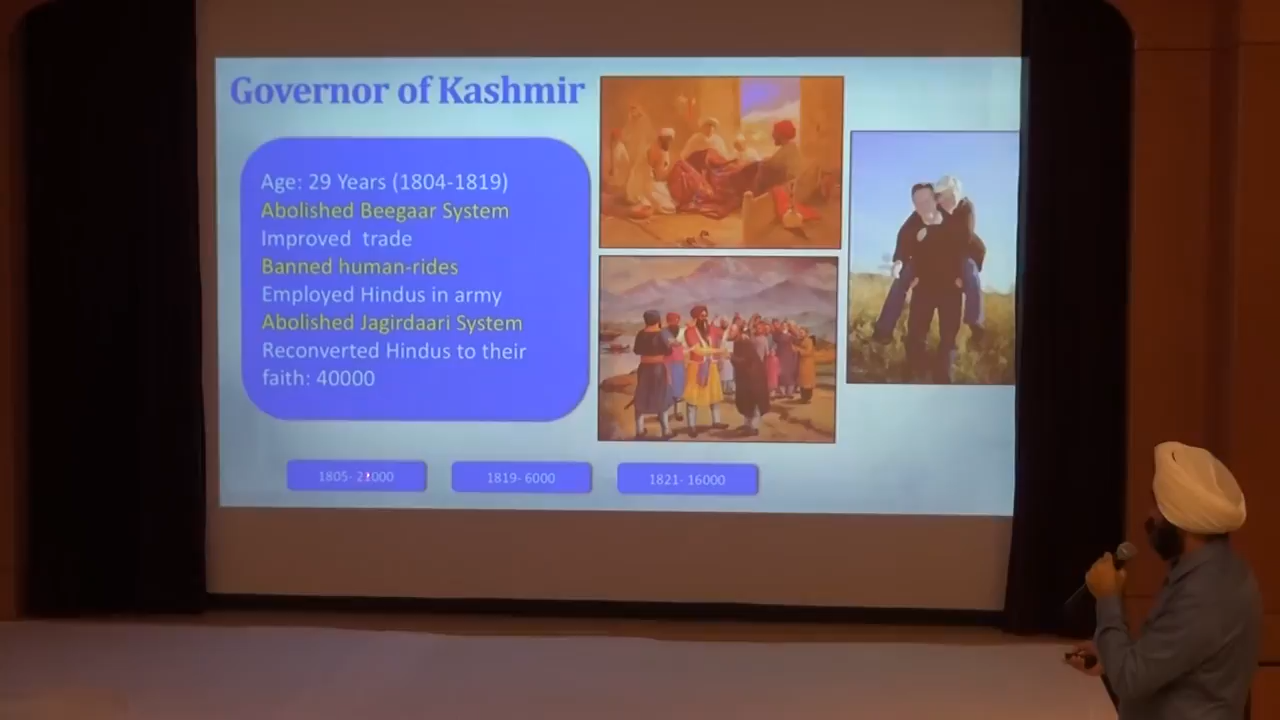 Governor of Kashmir
Age: 29 Years (1804-1819)
Abolished Beegaar System
Improved trade
Banned human-rides
Employed Hindus in army
Abolished Jagirdaari System
Reconverted Hindus to their
faith: 40000
1805-
1819- 6000
1821- 16000